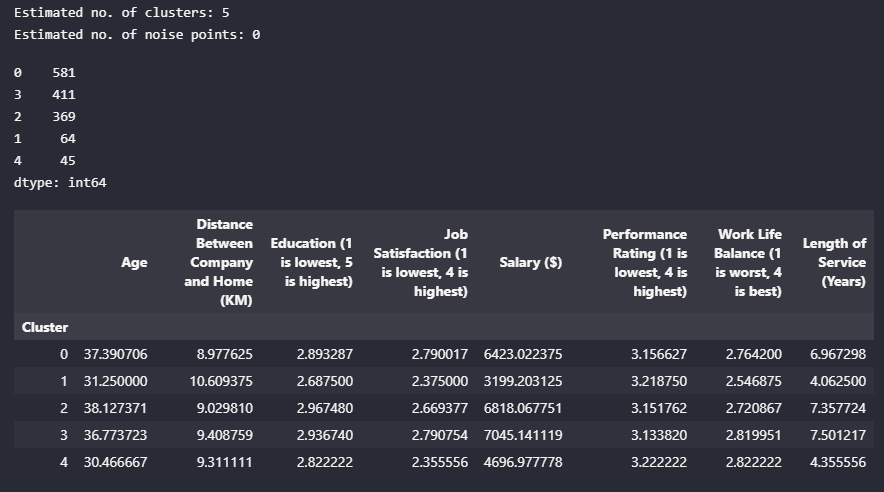 Estimated no. of clusters: 5
Estimated no. of noise points: 0
0 581
3 411
2 369
1 64
4 45
dtype: int64
Age Distance Between Company and Home (KM) Education (1 is lowest, 5 is highest) Job Satisfaction (1 is lowest, 4 is highest) Salary ($) Performance Rating (1 is lowest, 4 is highest) Work Life Balance (1 is worst, 4 is best) Length of Service (Years)
Cluster
0 37.390706 8.977625 2.893287 2.790017 6423.022375 3.156627 2.764200 6.967298
1 31.250000 10.609375 2.687500 2.375000 3199.203125 3.218750 2.546875 4.062500
2 38.127371 9.029810 2.967480 2.669377 6818.067751 3.151762 2.720867 7.357724
3 36.773723 9.408759 2.936740 2.790754 7045.141119 3.133820 2.819951 7.501217
4 30.466667 9.311111 2.822222 2.355556 4696.977778 3.222222 2.822222 4.355556